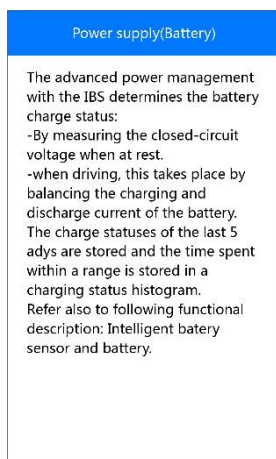 Power supply(Battery)
The advanced power management
with the IBS determines the battery
charge status:
-By measuring the closed-circuit
voltage when at rest.
-when driving, this takes place by
balancing the charging and
discharge current of the battery.
The charge statuses of the last 5
adys are stored and the time spent
within a range is stored in a
charging status histogram.
Refer also to following functional
description: Intelligent batery
sensor and battery.